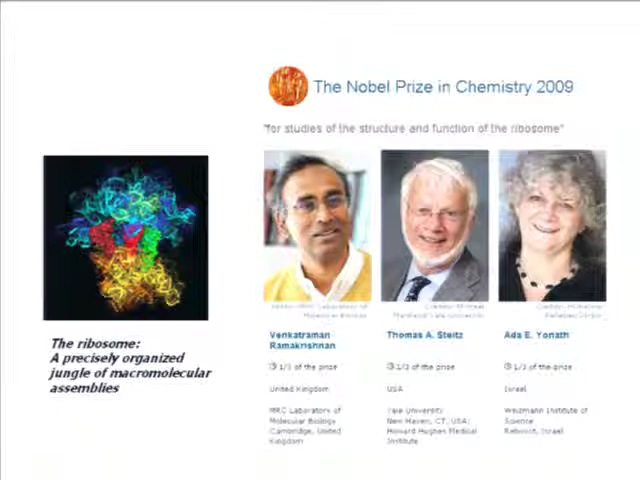 The Nobel Prize in Chemistry 2009
"for studies of the structure and function of the ribosome"
The ribosome:
A precisely organized
jungle of macromolecular
assemblies
Venkatraman
Ramakrishnan
1/3 of the prize
United Kingdom
MRC Laboratory of
Molecular Biology
Cambridge, United
Kingdom
Thomas A. Steitz
1/3 of the prize
USA
Yale University
New Haven, CT, USA;
Howard Hughes Medical
Institute
Ada E. Yonath
1/3 of the prize
Israel
Weizmann Institute of
Science
Rehovot, Israel